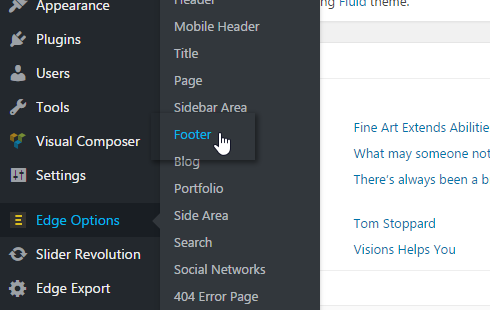 Appearance
Plugins
Users
Tools
Visual Composer
Settings
Edge Options
Slider Revolution
Edge Export
Header
Mobile Header
Title
Page
Sidebar Area
Footer
Blog
Portfolio
Side Area
Search
Social Networks
404 Error Page
ng Fluid theme.
Fine Art Extends Abilitie
What may someone not
There's always been a b
Tom Stoppard
Visions Helps You